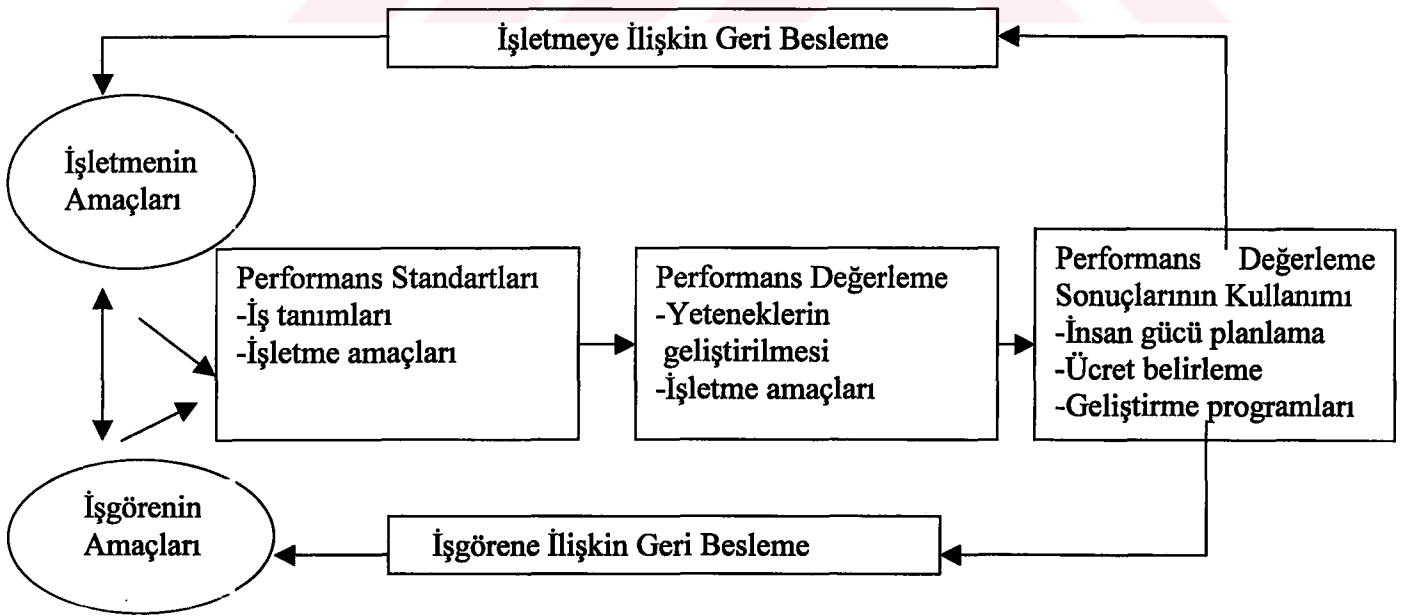 İşletmeye İlişkin Geri Besleme
İşletmenin
Amaçları
Performans Standartları
-İş tanımları
-İşletme amaçları
Performans Değerleme
-Yeteneklerin
geliştirilmesi
-İşletme amaçları
Performans Değerleme
Sonuçlarının Kullanımı
-İnsan gücü planlama
-Ücret belirleme
-Geliştirme programları
İşgörenin
Amaçları
İşgörene İlişkin Geri Besleme